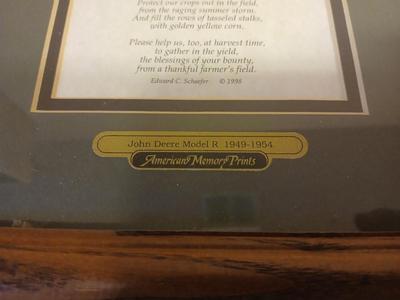 Protect our crops out in the field,
from the raging summer storm.
And fill the rows of tasseled stalks,
with golden yellow corn.
Please help us, too, at harvest time,
to gather in the yield,
the blessings of your bounty,
from a thankful farmer's field.
Edward C. Schaefer © 1998
John Deere Model R 1949-1954
American Memory Prints